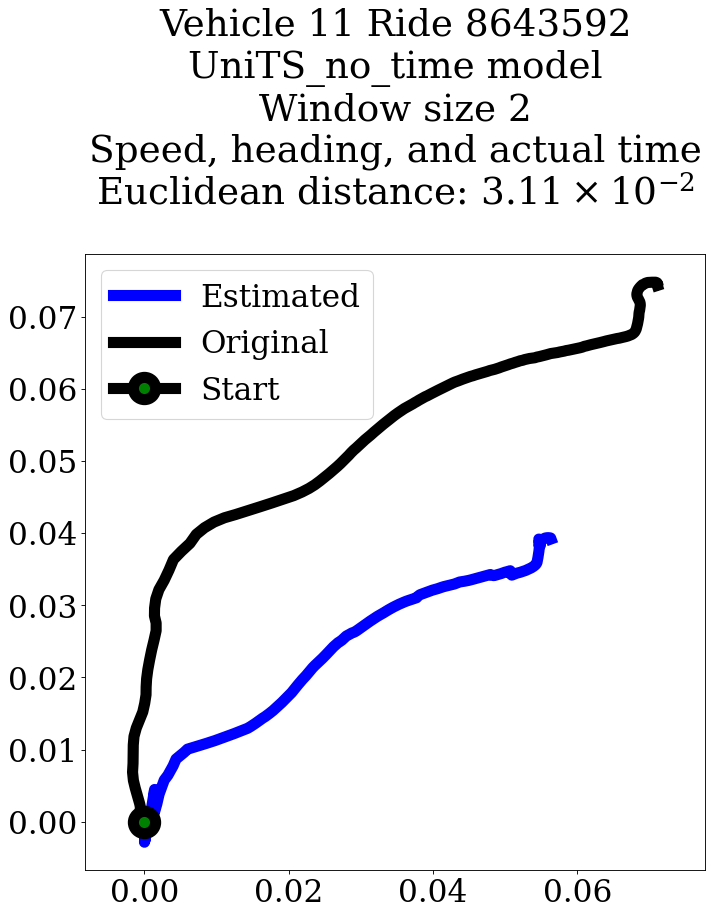 Vehicle 11 Ride 8643592
UniTS_no_time model
Window size 2
Speed, heading, and actual time
Euclidean distance: 3.11 × 10⁻²
Estimated
Original
Start
0.07
0.06
0.05
0.04
0.03
0.02
0.01
0.00
0.00 0.02 0.04 0.06